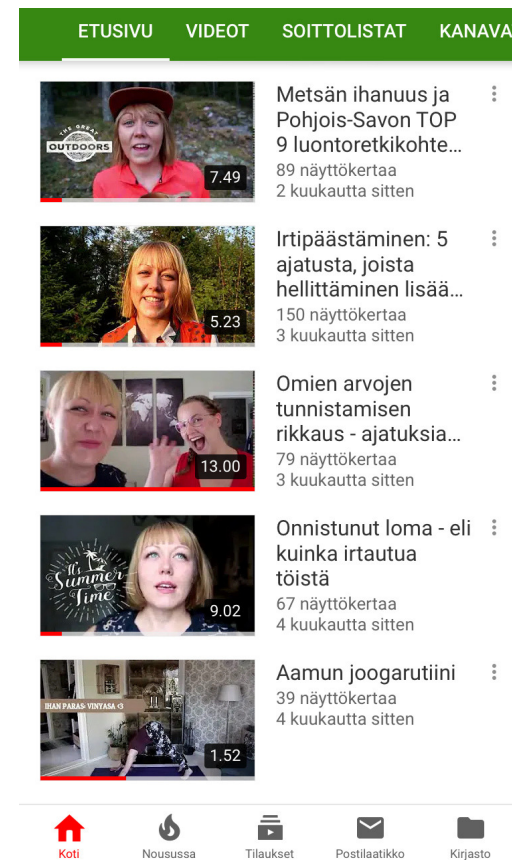 ETUSIVU VIDEOT SOITTOLISTAT KANAVA
THE GREAT
OUTDOORS
7.49
Metsän ihanuus ja
Pohjois-Savon TOP
9 luontoretkikohte...
89 näyttökertaa
2 kuukautta sitten
5.23
Irtipäästäminen: 5
ajatusta, joista
hellittäminen lisää...
150 näyttökertaa
3 kuukautta sitten
13.00
Omien arvojen
tunnistamisen
rikkaus - ajatuksia...
79 näyttökertaa
3 kuukautta sitten
It's
Summer
Time
9.02
Onnistunut loma - eli
kuinka irtautua
töistä
67 näyttökertaa
4 kuukautta sitten
IHAN PARAS VINYASA <3
1.52
Aamun joogarutiini
39 näyttökertaa
4 kuukautta sitten
Koti Nousussa Tilaukset Postilaatikko Kirjasto